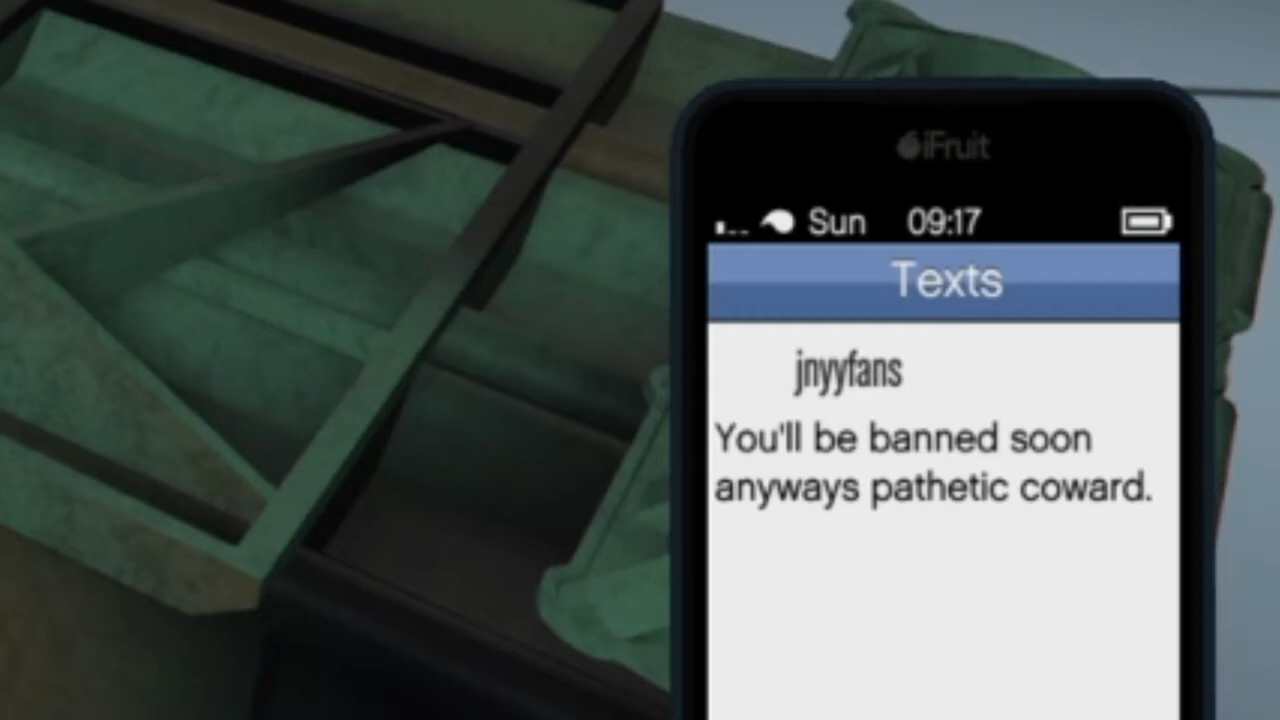 iFruit
Sun 09:17
Texts
jnyyfans
You'll be banned soon
anyways pathetic coward.